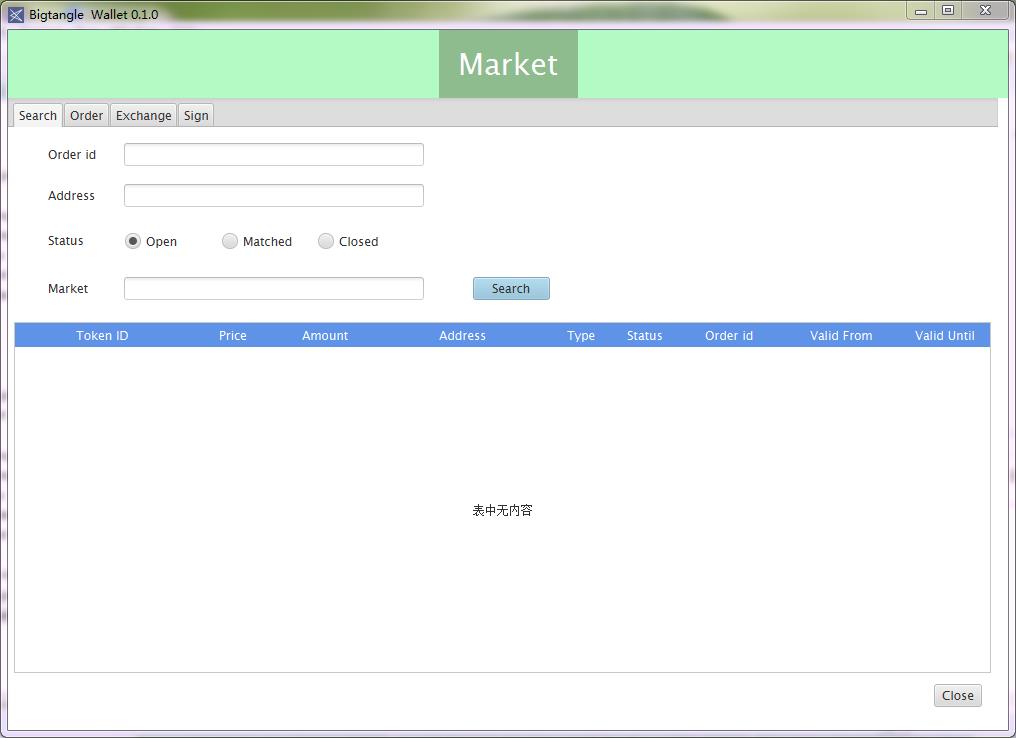 Bigtangle Wallet 0.1.0
Market
Search Order Exchange Sign
Order id
Address
Status Open Matched Closed
Market Search
Token ID Price Amount Address Type Status Order id Valid From Valid Until
表中无内容
Close